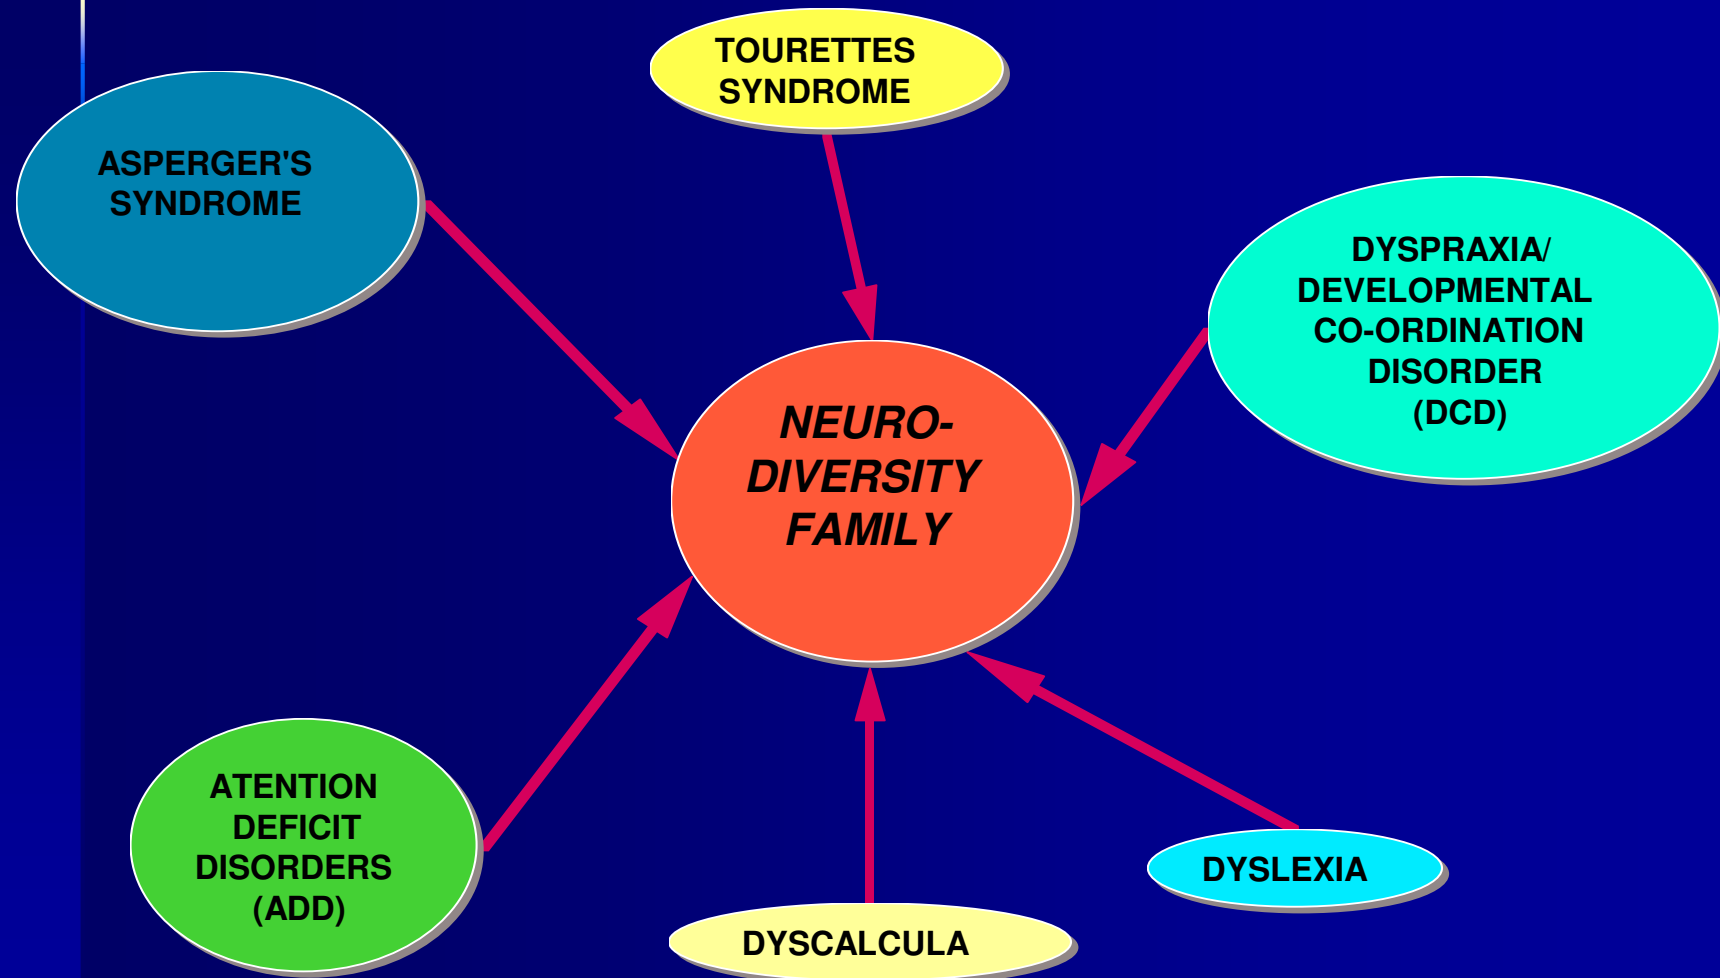 TOURETTES
SYNDROME
ASPERGER'S
SYNDROME
DYSPRAXIA/
DEVELOPMENTAL
CO-ORDINATION
DISORDER
(DCD)
NEURO-
DIVERSITY
FAMILY
ATENTION
DEFICIT
DISORDERS
(ADD)
DYSLEXIA
DYSCALCULA